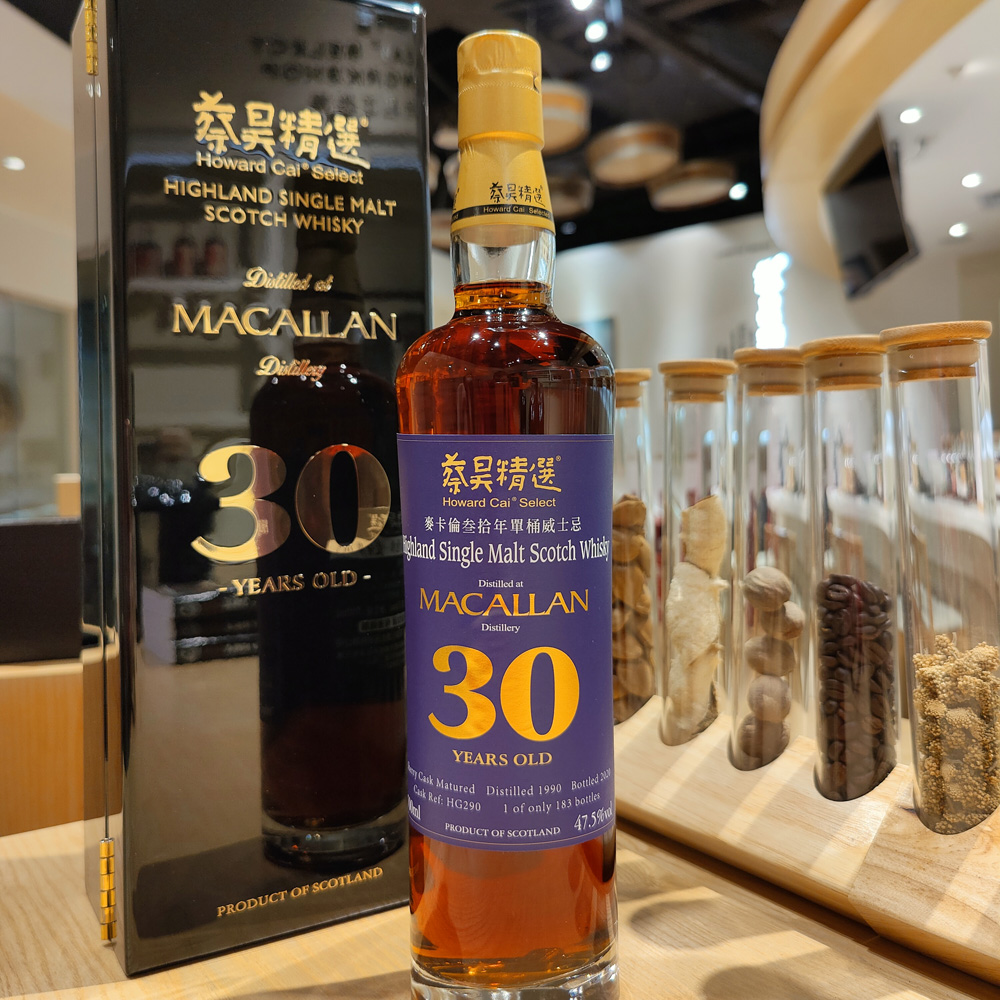 蔡昊精選®
Howard Cai® Select
HIGHLAND SINGLE MALT
SCOTCH WHISKY
Distilled at
MACALLAN
Distillery
30
- YEARS OLD -
PRODUCT OF SCOTLAND
蔡昊精選
Howard Cai Selected
蔡昊精選®
Howard Cai® Select
麥卡倫叁拾年單桶威士忌
Highland Single Malt Scotch Whisky
Distilled at
MACALLAN
Distillery
30
YEARS OLD
Cask Matured Distilled 1990 Bottled 2020
Cask Ref: HG290 1 of only 183 bottles
47.5%vol
PRODUCT OF SCOTLAND